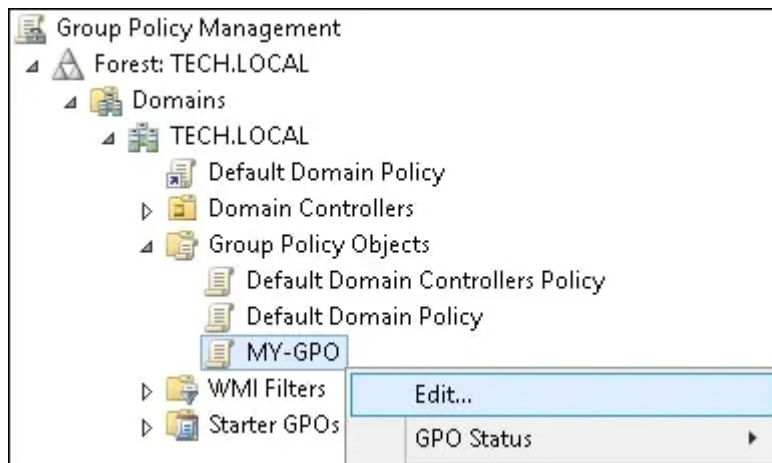 Group Policy Management
Forest: TECH.LOCAL
Domains
TECH.LOCAL
Default Domain Policy
Domain Controllers
Group Policy Objects
Default Domain Controllers Policy
Default Domain Policy
MY-GPO
WMI Filters
Edit...
Starter GPOs
GPO Status